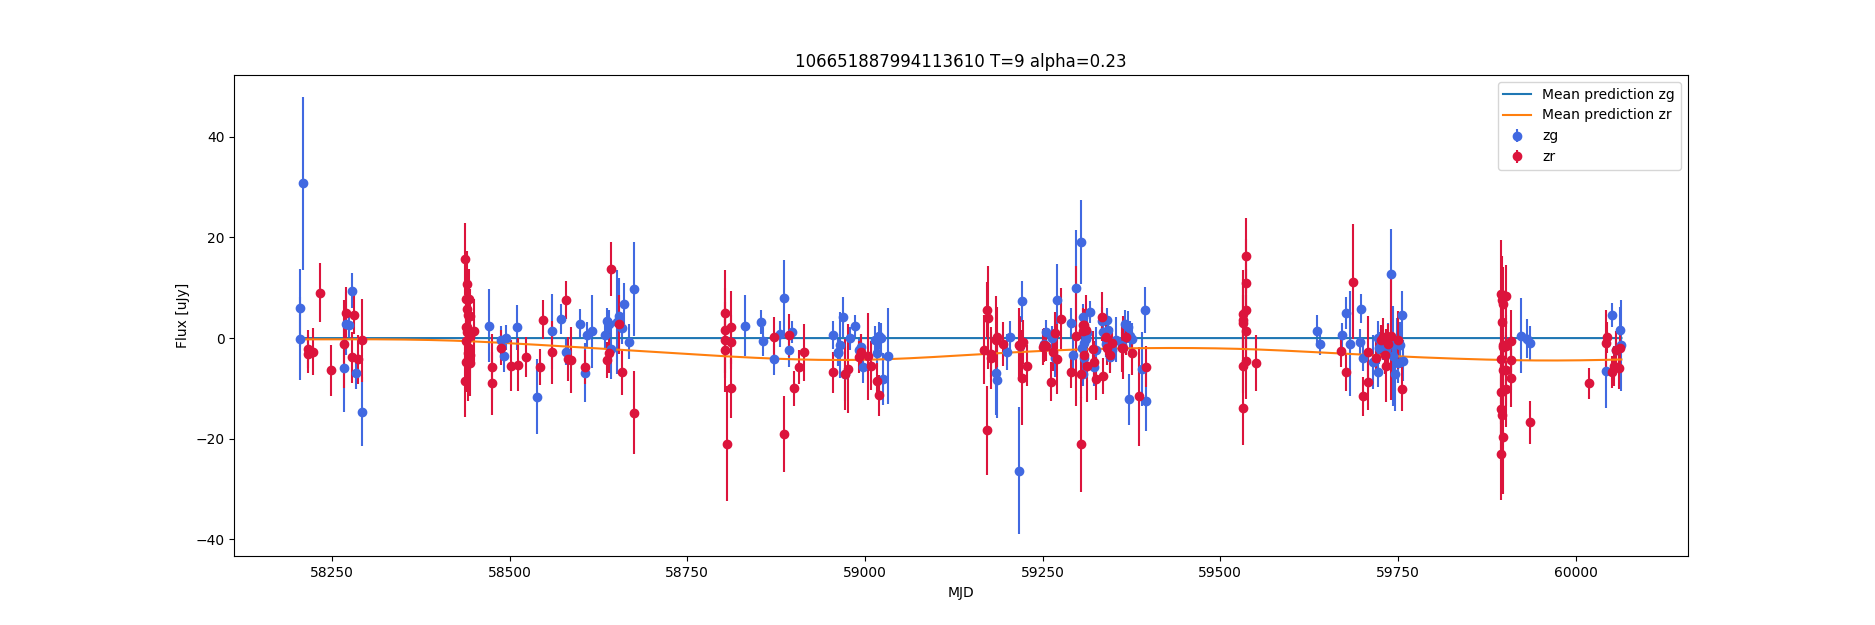 106651887994113610 T=9 alpha=0.23
Mean prediction zg
Mean prediction zr
zg
zr
Flux [uJy]
40
20
0
−20
−40
58250 58500 58750 59000 59250 59500 59750 60000
MJD